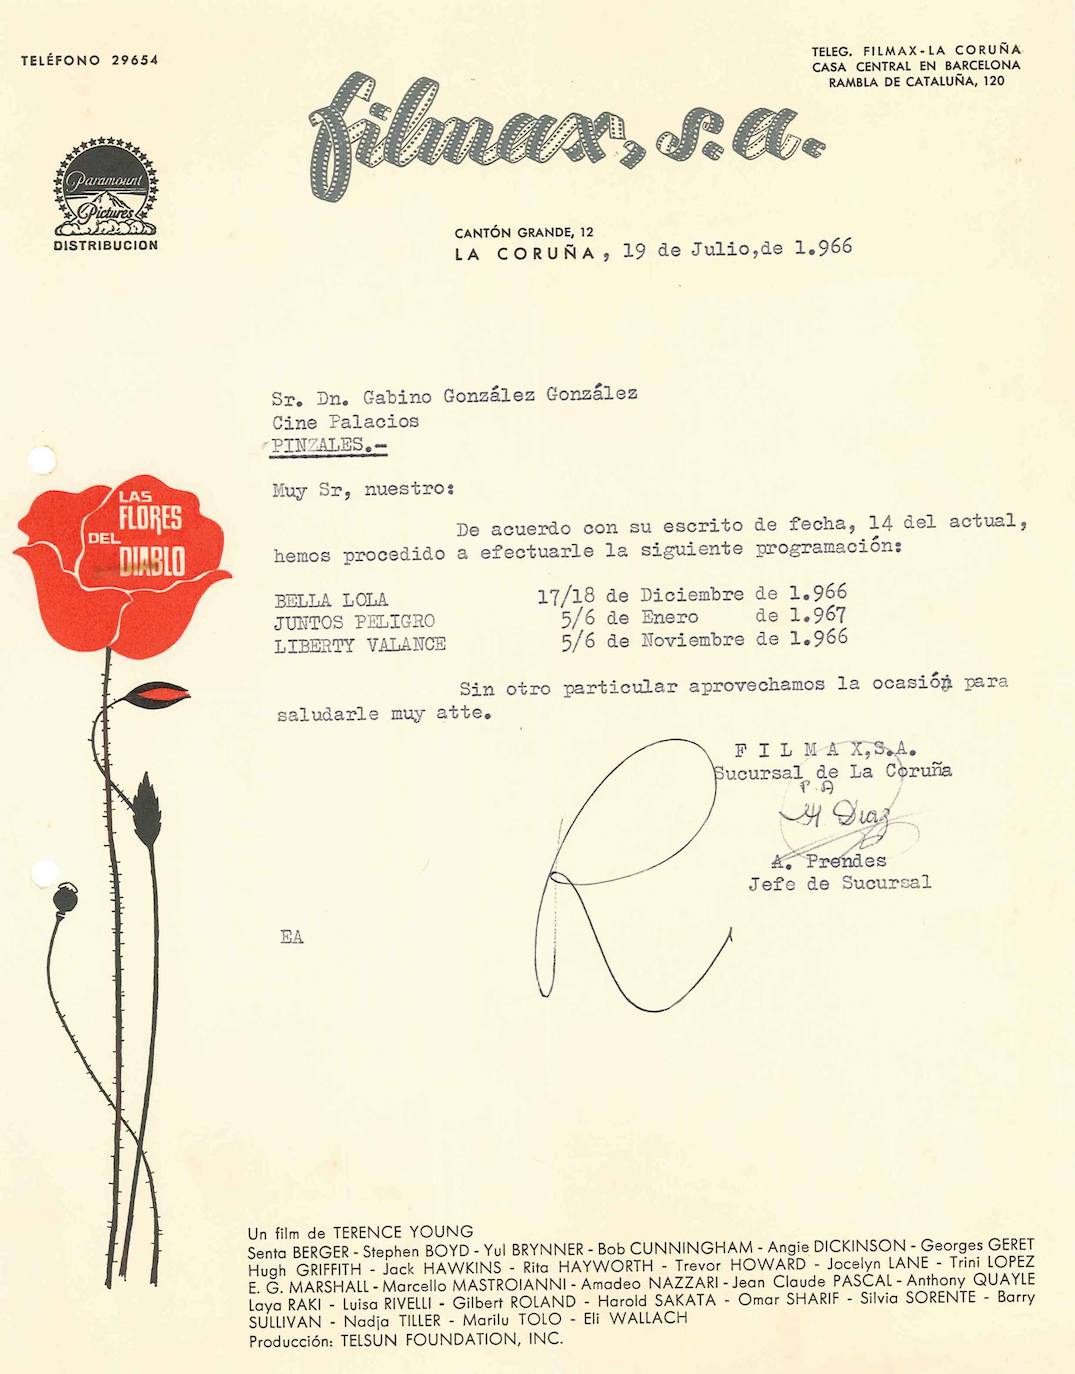 TELÉFONO 29654
TELEG. FILMAX-LA CORUÑA
CASA CENTRAL EN BARCELONA
RAMBLA DE CATALUÑA, 120
filmax, s.a.
Paramount
Pictures
DISTRIBUCION
CANTÓN GRANDE, 12
LA CORUÑA, 19 de Julio,de 1.966
Sr. Dn. Gabino González González
Cine Palacios
PINZALES.-
Muy Sr, nuestro:
De acuerdo con su escrito de fecha, 14 del actual,
hemos procedido a efectuarle la siguiente programación:
BELLA LOLA 17/18 de Diciembre de 1.966
JUNTOS PELIGRO 5/6 de Enero de 1.967
LIBERTY VALANCE 5/6 de Noviembre de 1.966
Sin otro particular aprovechamos la ocasión para
saludarle muy atte.
F I L M A X,S.A.
Sucursal de La Coruña
P.A
M Diaz
A. Prendes
Jefe de Sucursal
R
EA
LAS
FLORES
DEL
DIABLO
Un film de TERENCE YOUNG
Senta BERGER - Stephen BOYD - Yul BRYNNER - Bob CUNNINGHAM - Angie DICKINSON - Georges GERET
Hugh GRIFFITH - Jack HAWKINS - Rita HAYWORTH - Trevor HOWARD - Jocelyn LANE - Trini LOPEZ
E. G. MARSHALL - Marcello MASTROIANNI - Amadeo NAZZARI - Jean Claude PASCAL - Anthony QUAYLE
Laya RAKI - Luisa RIVELLI - Gilbert ROLAND - Harold SAKATA - Omar SHARIF - Silvia SORENTE - Barry
SULLIVAN - Nadja TILLER - Marilu TOLO - Eli WALLACH
Producción: TELSUN FOUNDATION, INC.